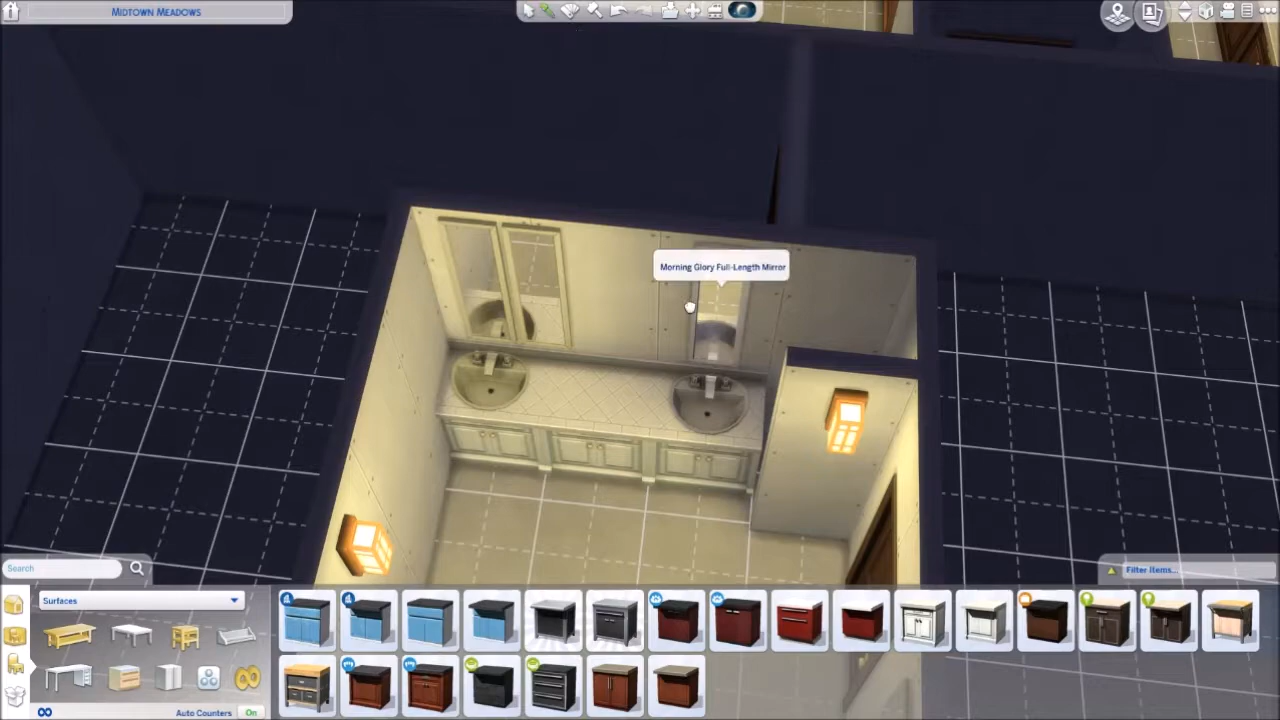 Midtown Meadows
Morning Glory Full-Length Mirror
Search
Filter Items...
Surfaces
Auto Counters On